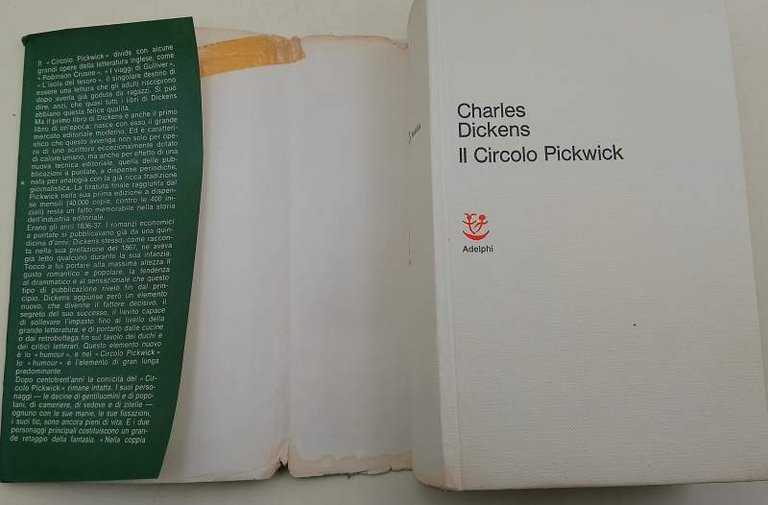 Il «Circolo Pickwick» divide con alcune
grandi opere della letteratura inglese, come
«Robinson Crusoe», «I viaggi di Gulliver»,
«L'isola del tesoro», il singolare destino di
essere una lettura che gli adulti riscoprono
dopo averla già goduta da ragazzi. Si può
dire, anzi, che quasi tutti i libri di Dickens
abbiano questa felice qualità.
Ma il primo libro di Dickens è anche il primo
libro di un'epoca: nasce con esso il grande
mercato editoriale moderno. Ed è caratteri-
stico che questo avvenga non solo per ope-
ra di uno scrittore eccezionalmente dotato
di calore umano, ma anche per effetto di una
nuova tecnica editoriale, quella delle pub-
blicazioni a puntate, a dispense periodiche,
nata per analogia con la già ricca tradizione
giornalistica. La tiratura finale raggiunta dal
Pickwick nella sua prima edizione a dispen-
se mensili (40.000 copie, contro le 400 ini-
ziali) resta un fatto memorabile nella storia
dell'industria editoriale.
Erano gli anni 1836-37. I romanzi economici
a puntate si pubblicavano già da una quin-
dicina d'anni. Dickens stesso, come raccon-
ta nella sua prefazione del 1867, ne aveva
già letto qualcuno durante la sua infanzia.
Toccò a lui portare alla massima altezza il
gusto romantico e popolare, la tendenza
al drammatico e al sensazionale che questo
tipo di pubblicazione rivelò fin dal prin-
cipio. Dickens aggiunse però un elemento
nuovo, che divenne il fattore decisivo, il
segreto del suo successo, il lievito capace
di sollevare l'impasto fino al livello della
grande letteratura, e di portarlo dalle cucine
o dai retrobottega fin sul tavolo dei duchi e
dei critici letterari. Questo elemento nuovo
è lo «humour», e nel «Circolo Pickwick»
lo «humour» è l'elemento di gran lunga
predominante.
Dopo centotrent'anni la comicità del «Cir-
colo Pickwick» rimane intatta. I suoi perso-
naggi — le decine di gentiluomini e di popo-
lani, di cameriere, di vedove e di zitelle —
ognuno con le sue manie, le sue fissazioni,
i suoi tic, sono ancora pieni di vita. E i due
personaggi principali costituiscono un gran-
de retaggio della fantasia. «Nella coppia
Charles
Dickens
Il Circolo Pickwick
Adelphi